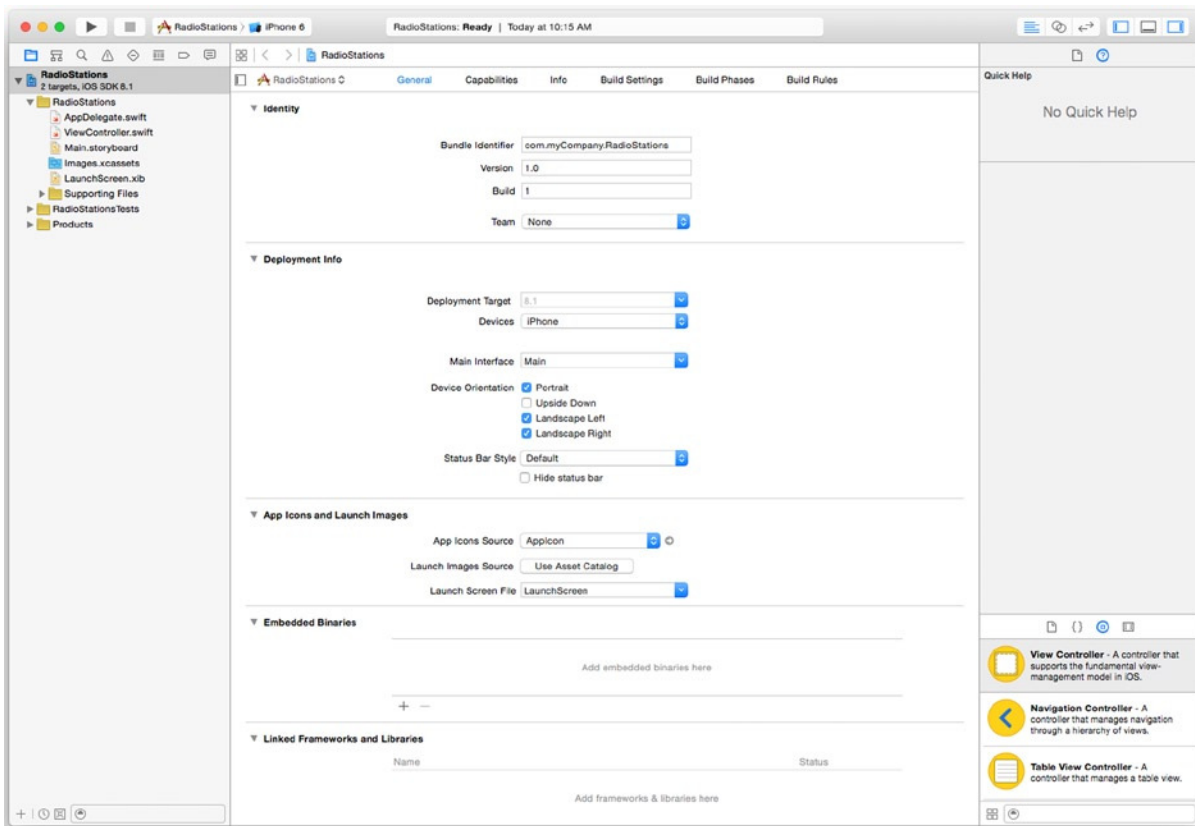 RadioStations
iPhone 6
RadioStations: Ready | Today at 10:15 AM
RadioStations
2 targets, iOS SDK 8.1
RadioStations
AppDelegate.swift
ViewController.swift
Main.storyboard
Images.xcassets
LaunchScreen.xib
Supporting Files
RadioStationsTests
Products
RadioStations
RadioStations General Capabilities Info Build Settings Build Phases Build Rules
Identity
Bundle Identifier com.myCompany.RadioStations
Version 1.0
Build 1
Team None
Deployment Info
Deployment Target 8.1
Devices iPhone
Main Interface Main
Device Orientation Portrait
Upside Down
Landscape Left
Landscape Right
Status Bar Style Default
Hide status bar
App Icons and Launch Images
App Icons Source AppIcon
Launch Images Source Use Asset Catalog
Launch Screen File LaunchScreen
Embedded Binaries
Add embedded binaries here
Linked Frameworks and Libraries
Name Status
Add frameworks & libraries here
Quick Help
No Quick Help
View Controller - A controller that
supports the fundamental view-
management model in iOS.
Navigation Controller - A
controller that manages navigation
through a hierarchy of views.
Table View Controller - A
controller that manages a table view.